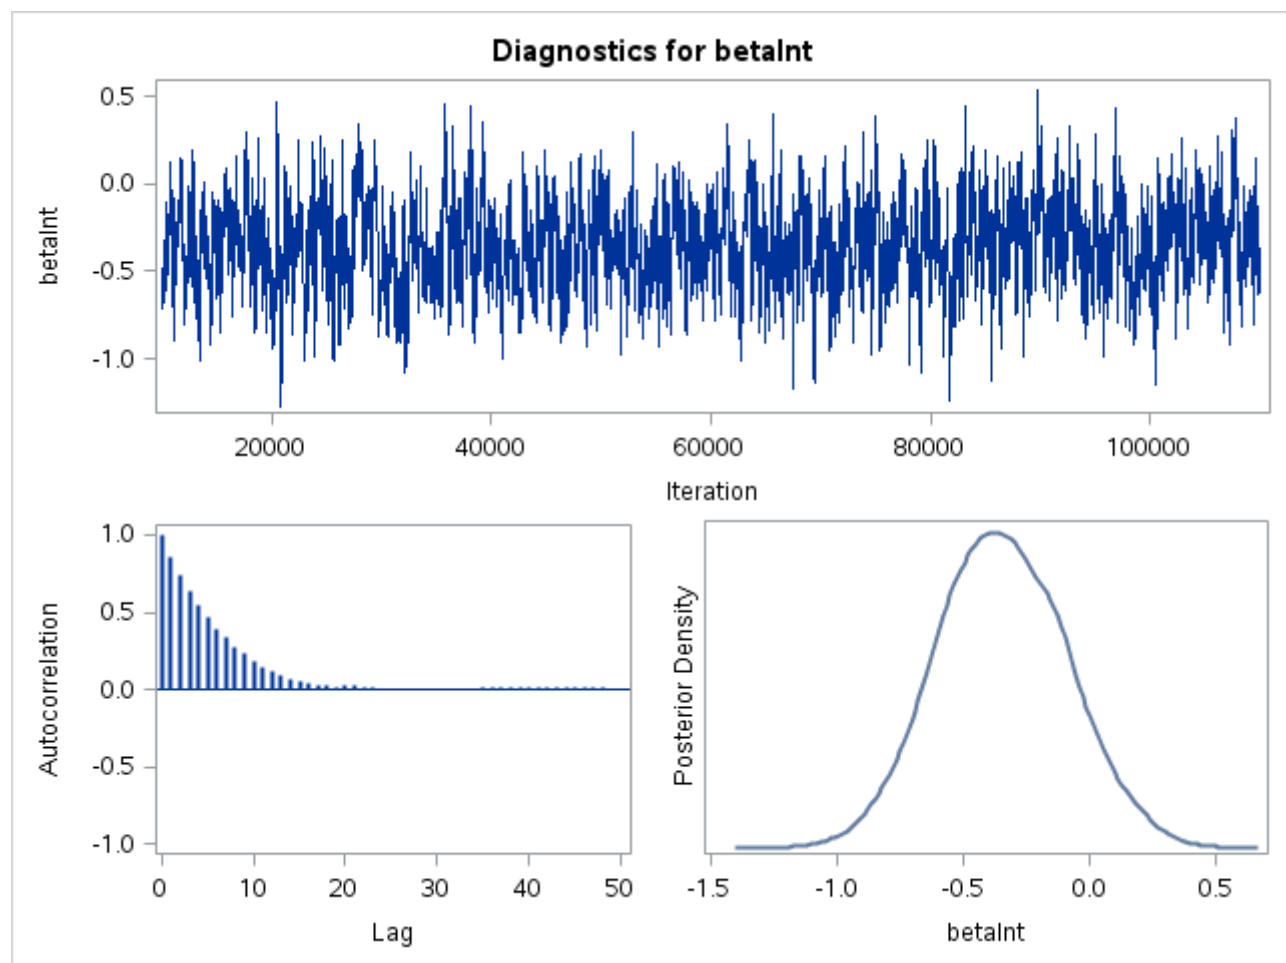 Diagnostics for betaInt
0.5
0.0
-0.5
-1.0
betaInt
20000 40000 60000 80000 100000
Iteration
1.0
0.5
0.0
-0.5
-1.0
Autocorrelation
0 10 20 30 40 50
Lag
Posterior Density
-1.5 -1.0 -0.5 0.0 0.5
betaInt